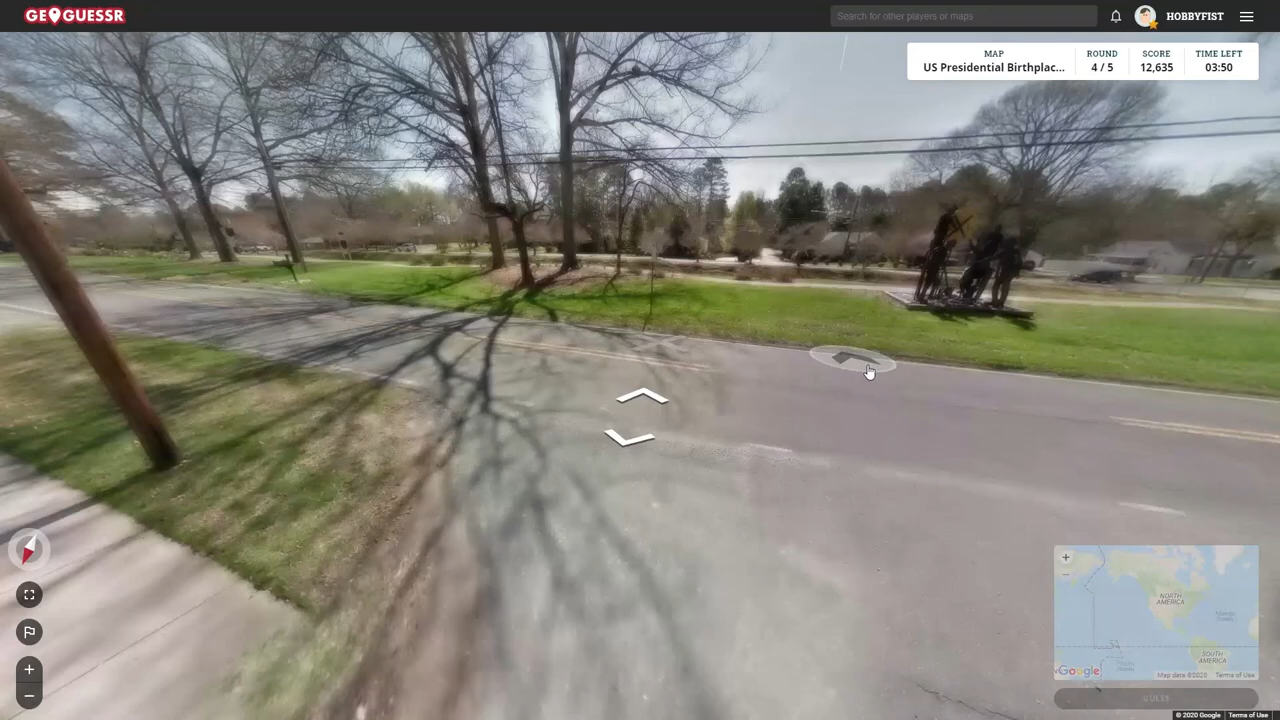 GEOGUESSR
Search for other players or maps
HOBBYFIST
MAP
ROUND
SCORE
TIME LEFT
US Presidential Birthplac...
4 / 5
12,635
03:50
NORTH
AMERICA
SOUTH
AMERICA
Google
Map data ©2020
Terms of Use
GUESS
© 2020 Google
Terms of Use